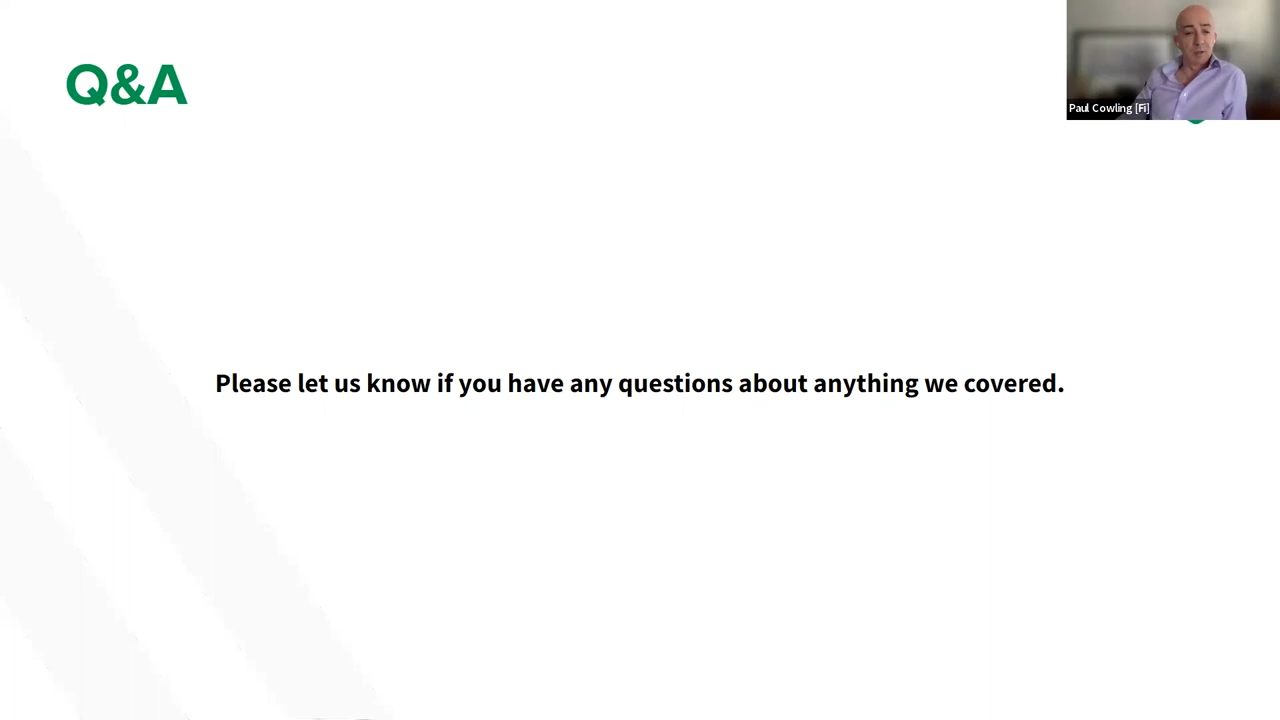 Q&A
Paul Cowling [Fi]
Please let us know if you have any questions about anything we covered.